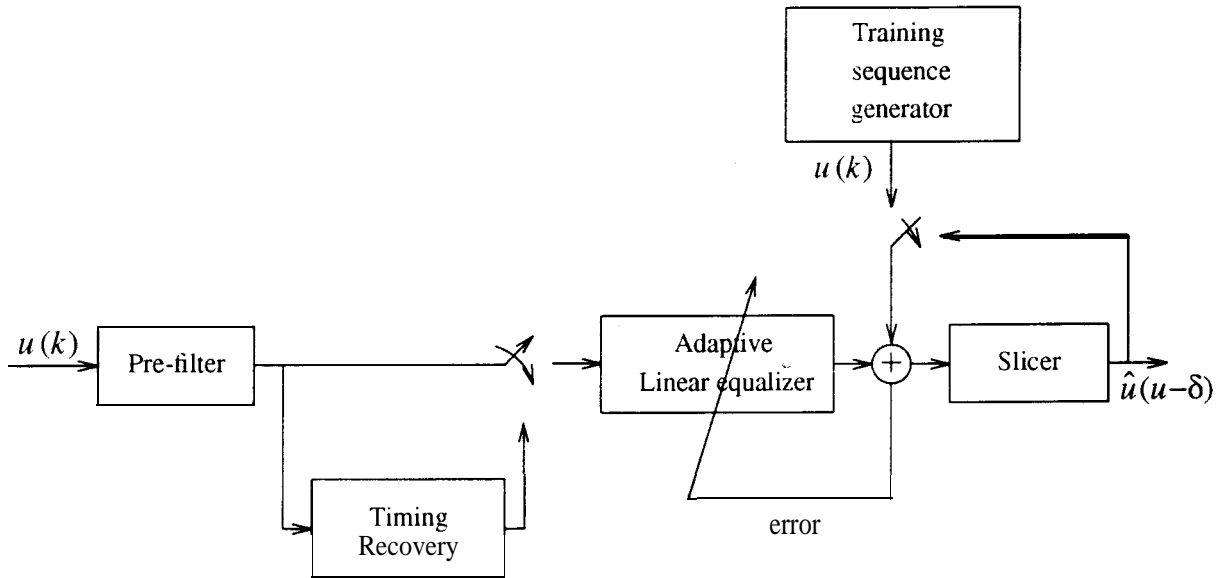 Training
sequence
generator
u(k)
u(k)
Pre-filter
Adaptive
Linear equalizer
+
Slicer
û(u−δ)
Timing
Recovery
error